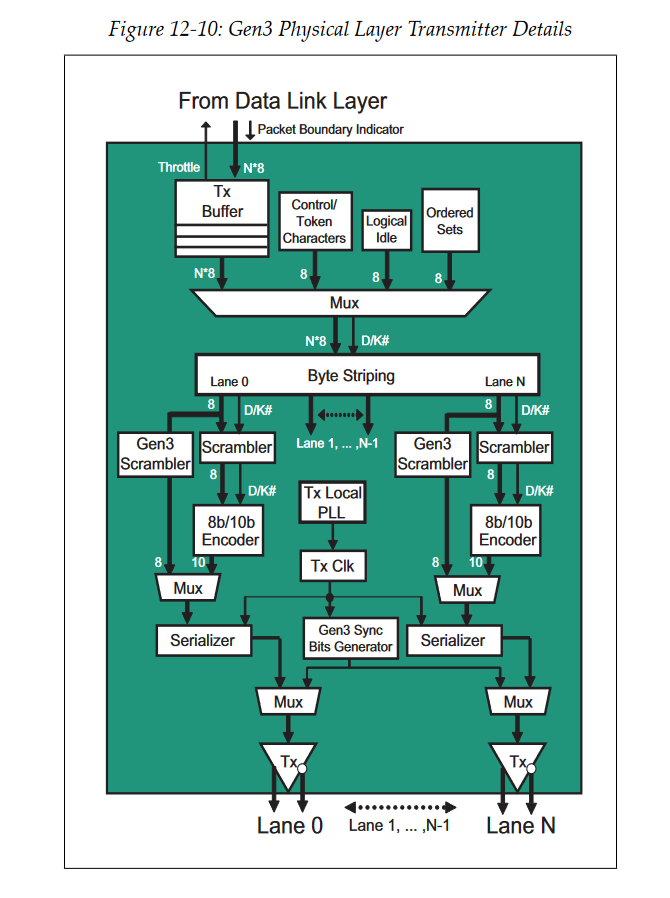 Figure 12-10: Gen3 Physical Layer Transmitter Details
From Data Link Layer
Packet Boundary Indicator
Throttle
N*8
Tx
Buffer
Control/
Token
Characters
Logical
Idle
Ordered
Sets
N*8
8
8
8
Mux
N*8
D/K#
Byte Striping
Lane 0
Lane N
8
D/K#
Lane 1, ... ,N-1
8
D/K#
Gen3
Scrambler
Scrambler
Gen3
Scrambler
Scrambler
8
D/K#
Tx Local
PLL
8
D/K#
8b/10b
Encoder
8b/10b
Encoder
8
10
Tx Clk
8
10
Mux
Mux
Serializer
Gen3 Sync
Bits Generator
Serializer
Mux
Mux
Tx
Tx
Lane 0
Lane 1, ... ,N-1
Lane N